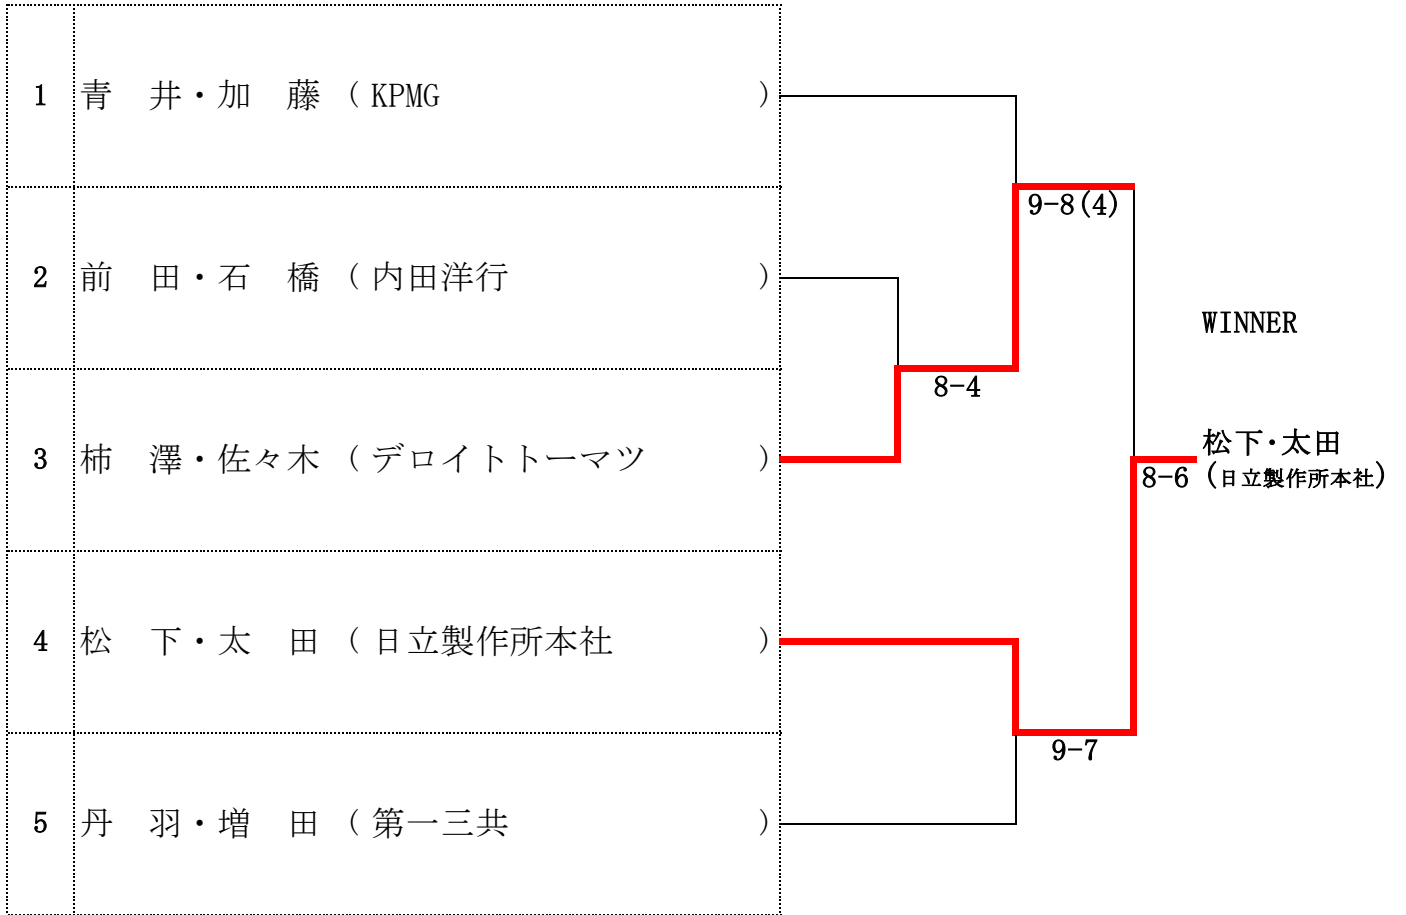 1 青　井・加　藤 ( KPMG )
9-8(4)
2 前　田・石　橋 ( 内田洋行 )
WINNER
8-4
3 柿　澤・佐々木 ( デロイトトーマツ )
松下・太田
8-6 (日立製作所本社)
4 松　下・太　田 ( 日立製作所本社 )
9-7
5 丹　羽・増　田 ( 第一三共 )